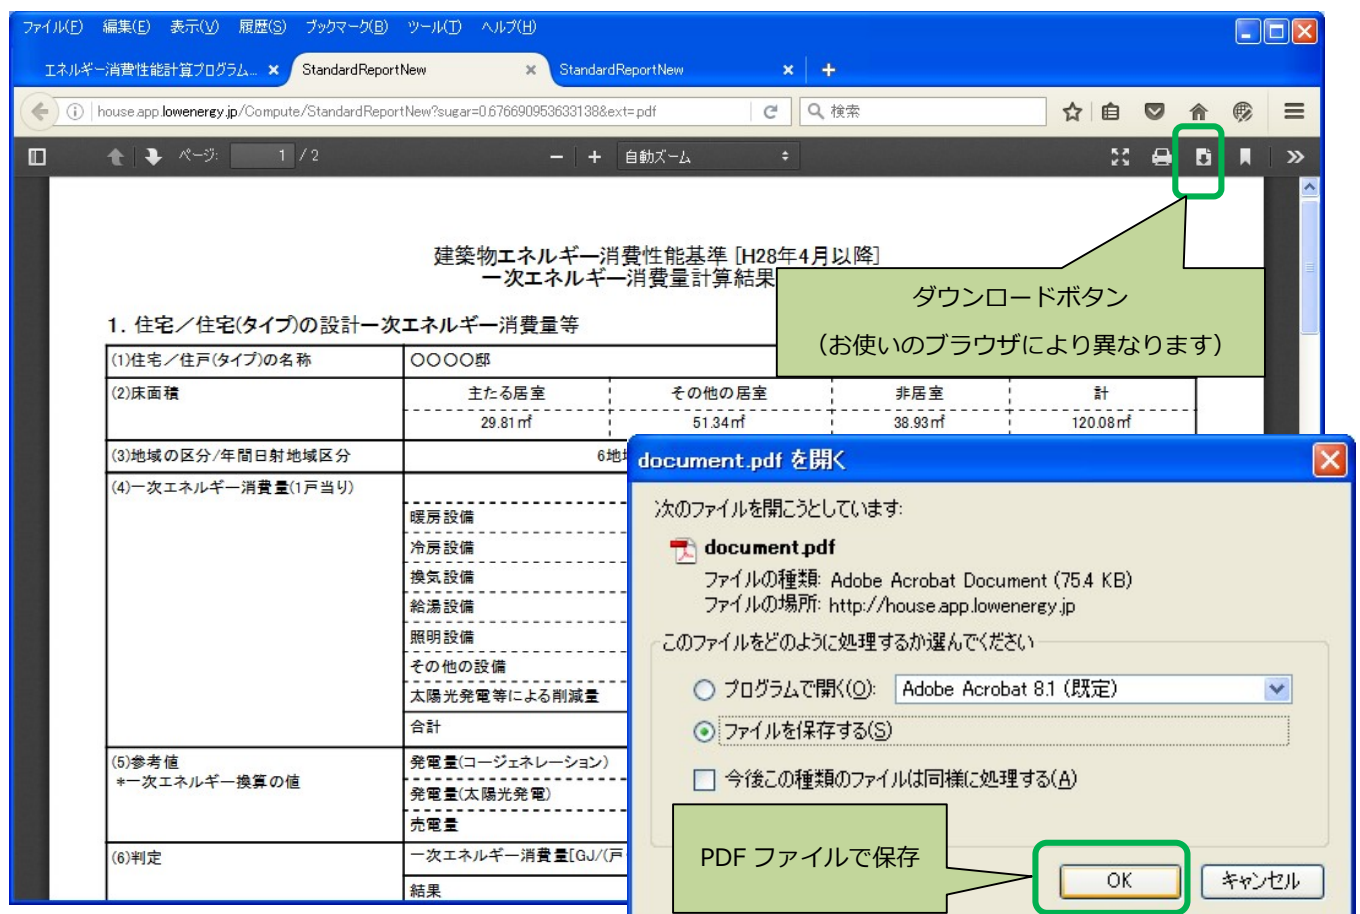 ファイル(F) 編集(E) 表示(V) 履歴(S) ブックマーク(B) ツール(T) ヘルプ(H)
エネルギー消費性能計算プログラム... × StandardReportNew × StandardReportNew × +
house.app.lowenergy.jp/Compute/StandardReportNew?sugar=0.676690953633138&ext=pdf
検索
ページ: 1 / 2
自動ズーム
建築物エネルギー消費性能基準 [H28年4月以降]
一次エネルギー消費量計算結果
ダウンロードボタン
(お使いのブラウザにより異なります)
1. 住宅／住宅(タイプ)の設計一次エネルギー消費量等
(1)住宅／住戸(タイプ)の名称 〇〇〇〇邸
(2)床面積 主たる居室 その他の居室 非居室 計
29.81㎡ 51.34㎡ 38.93㎡ 120.08㎡
(3)地域の区分/年間日射地域区分 6地
(4)一次エネルギー消費量(1戸当り)
暖房設備
冷房設備
換気設備
給湯設備
照明設備
その他の設備
太陽光発電等による削減量
合計
(5)参考値
*一次エネルギー換算の値
発電量(コージェネレーション)
発電量(太陽光発電)
売電量
(6)判定 一次エネルギー消費量[GJ/(戸
結果
document.pdf を開く
次のファイルを開こうとしています:
document.pdf
ファイルの種類: Adobe Acrobat Document (75.4 KB)
ファイルの場所: http://house.app.lowenergy.jp
このファイルをどのように処理するか選んでください
プログラムで開く(O): Adobe Acrobat 8.1 (既定)
ファイルを保存する(S)
今後この種類のファイルは同様に処理する(A)
PDF ファイルで保存
OK キャンセル